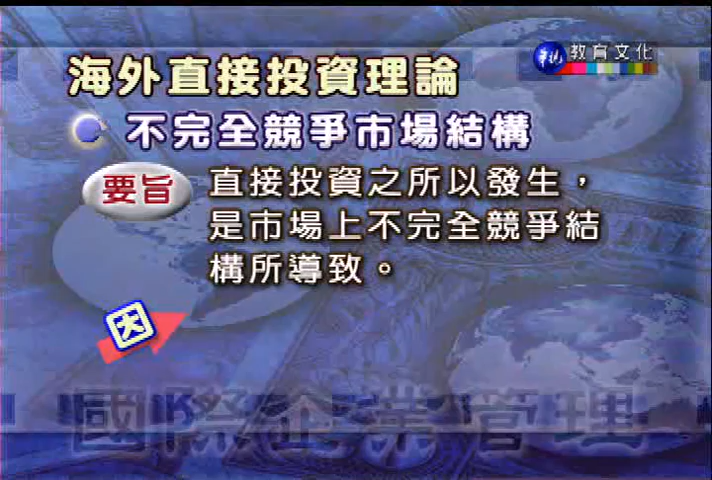 海外直接投資理論
華視 教育文化
不完全競爭市場結構
要旨
直接投資之所以發生，
是市場上不完全競爭結
構所導致。
因
國際企業管理